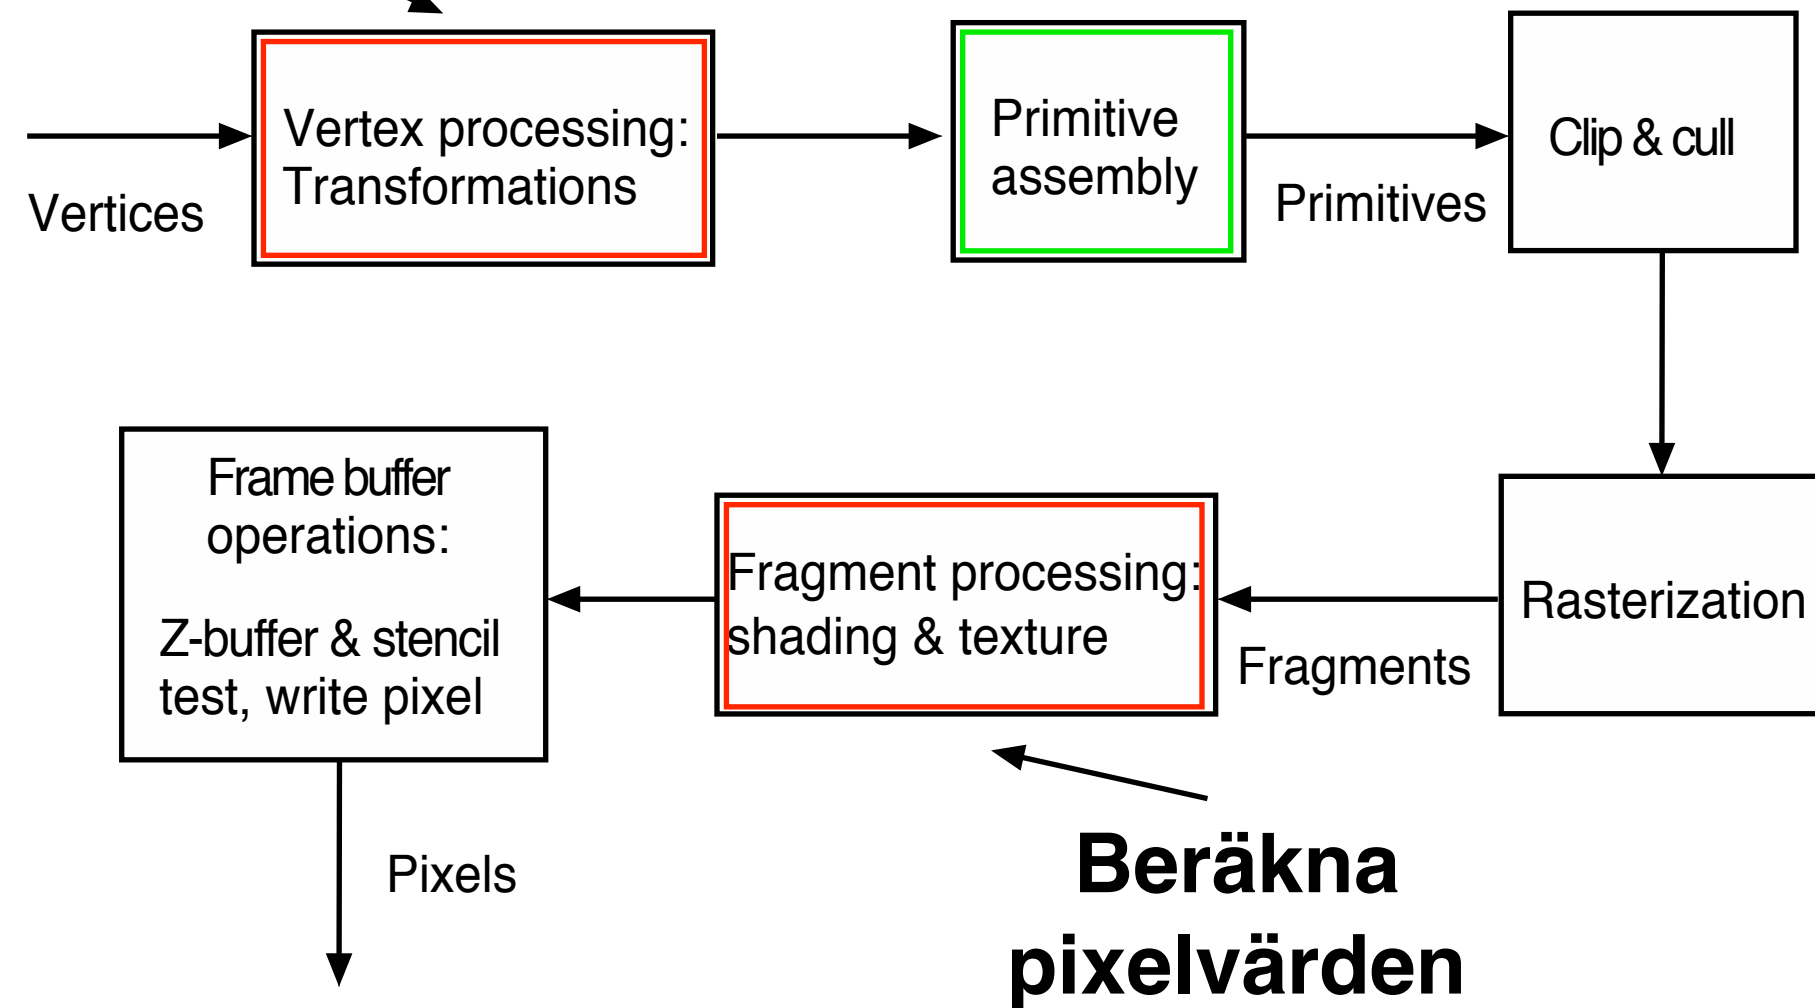 Vertices
Vertex processing:
Transformations
Primitive
assembly
Primitives
Clip & cull
Rasterization
Fragments
Fragment processing:
shading & texture
Frame buffer
operations:
Z-buffer & stencil
test, write pixel
Pixels
Beräkna
pixelvärden